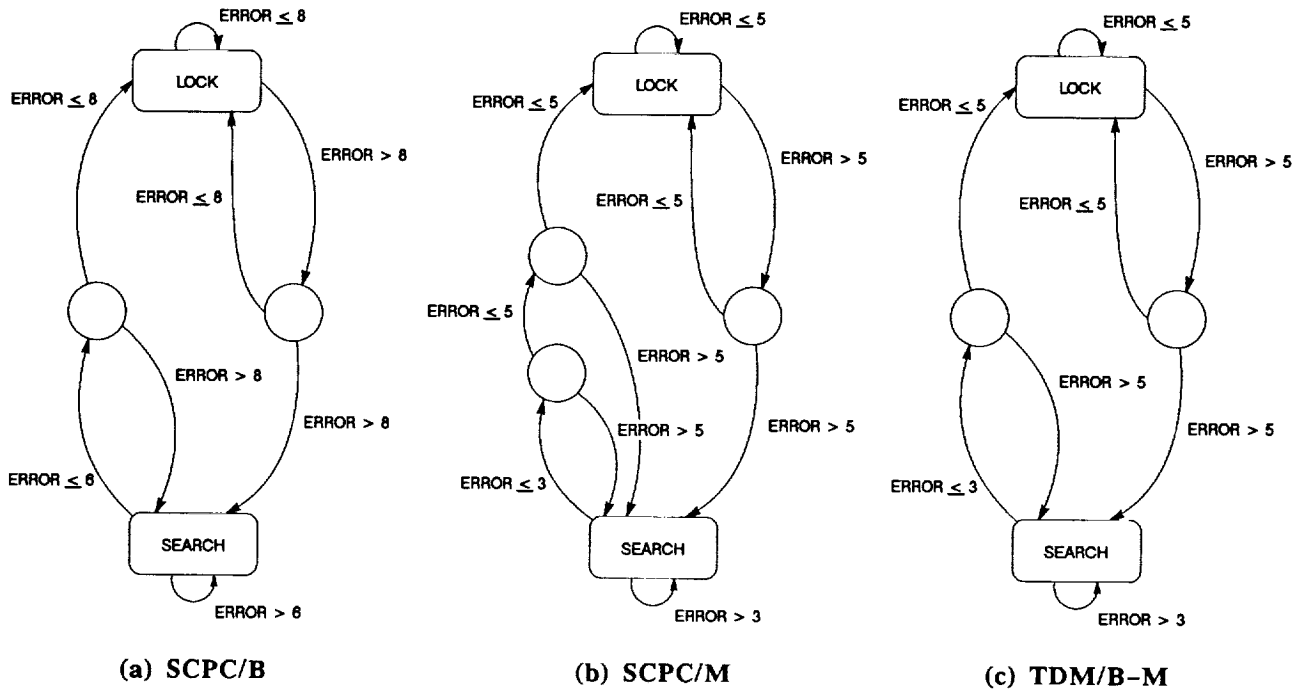 ERROR ≤ 8
LOCK
ERROR ≤ 8
ERROR > 8
ERROR ≤ 8
ERROR > 8
ERROR > 8
ERROR ≤ 6
SEARCH
ERROR > 6
(a) SCPC/B
ERROR ≤ 5
LOCK
ERROR ≤ 5
ERROR > 5
ERROR ≤ 5
ERROR ≤ 5
ERROR > 5
ERROR > 5
ERROR > 5
ERROR ≤ 3
SEARCH
ERROR > 3
(b) SCPC/M
ERROR ≤ 5
LOCK
ERROR ≤ 5
ERROR > 5
ERROR ≤ 5
ERROR > 5
ERROR > 5
ERROR ≤ 3
SEARCH
ERROR > 3
(c) TDM/B-M